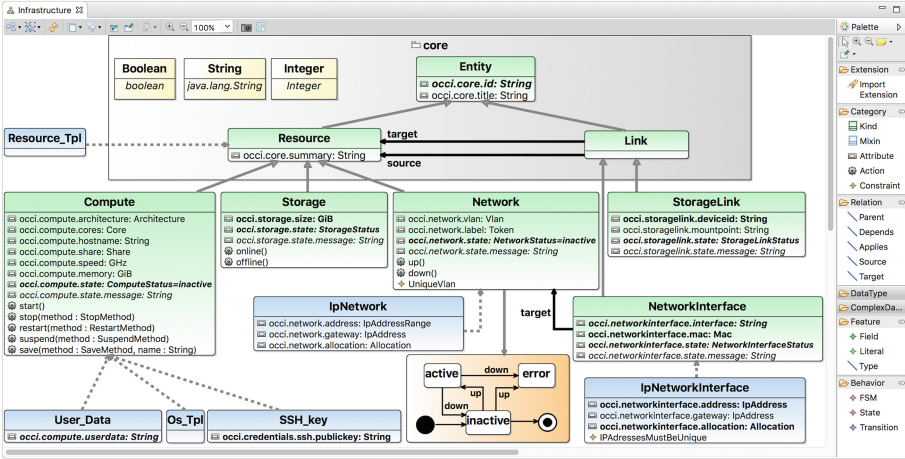 Infrastructure
100%
core
Boolean
boolean
String
java.lang.String
Integer
Integer
Entity
occi.core.id: String
occi.core.title: String
Resource_Tpl
Resource
occi.core.summary: String
target
source
Link
Compute
occi.compute.architecture: Architecture
occi.compute.cores: Core
occi.compute.hostname: String
occi.compute.share: Share
occi.compute.speed: GHz
occi.compute.memory: GiB
occi.compute.state: ComputeStatus=inactive
occi.compute.state.message: String
start()
stop(method : StopMethod)
restart(method : RestartMethod)
suspend(method : SuspendMethod)
save(method : SaveMethod, name : String)
Storage
occi.storage.size: GiB
occi.storage.state: StorageStatus
occi.storage.state.message: String
online()
offline()
Network
occi.network.vlan: Vlan
occi.network.label: Token
occi.network.state: NetworkStatus=inactive
occi.network.state.message: String
up()
down()
UniqueVlan
StorageLink
occi.storagelink.deviceid: String
occi.storagelink.mountpoint: String
occi.storagelink.state: StorageLinkStatus
occi.storagelink.state.message: String
IpNetwork
occi.network.address: IpAddressRange
occi.network.gateway: IpAddress
occi.network.allocation: Allocation
target
NetworkInterface
occi.networkinterface.interface: String
occi.networkinterface.mac: Mac
occi.networkinterface.state: NetworkInterfaceStatus
occi.networkinterface.state.message: String
active
down
error
up
up
down
inactive
IpNetworkInterface
occi.networkinterface.address: IpAddress
occi.networkinterface.gateway: IpAddress
occi.networkinterface.allocation: Allocation
IPAdressesMustBeUnique
User_Data
occi.compute.userdata: String
Os_Tpl
SSH_key
occi.credentials.ssh.publickey: String
Palette
Extension
Import
Extension
Category
Kind
Mixin
Attribute
Action
Constraint
Relation
Parent
Depends
Applies
Source
Target
DataType
ComplexDa...
Feature
Field
Literal
Type
Behavior
FSM
State
Transition